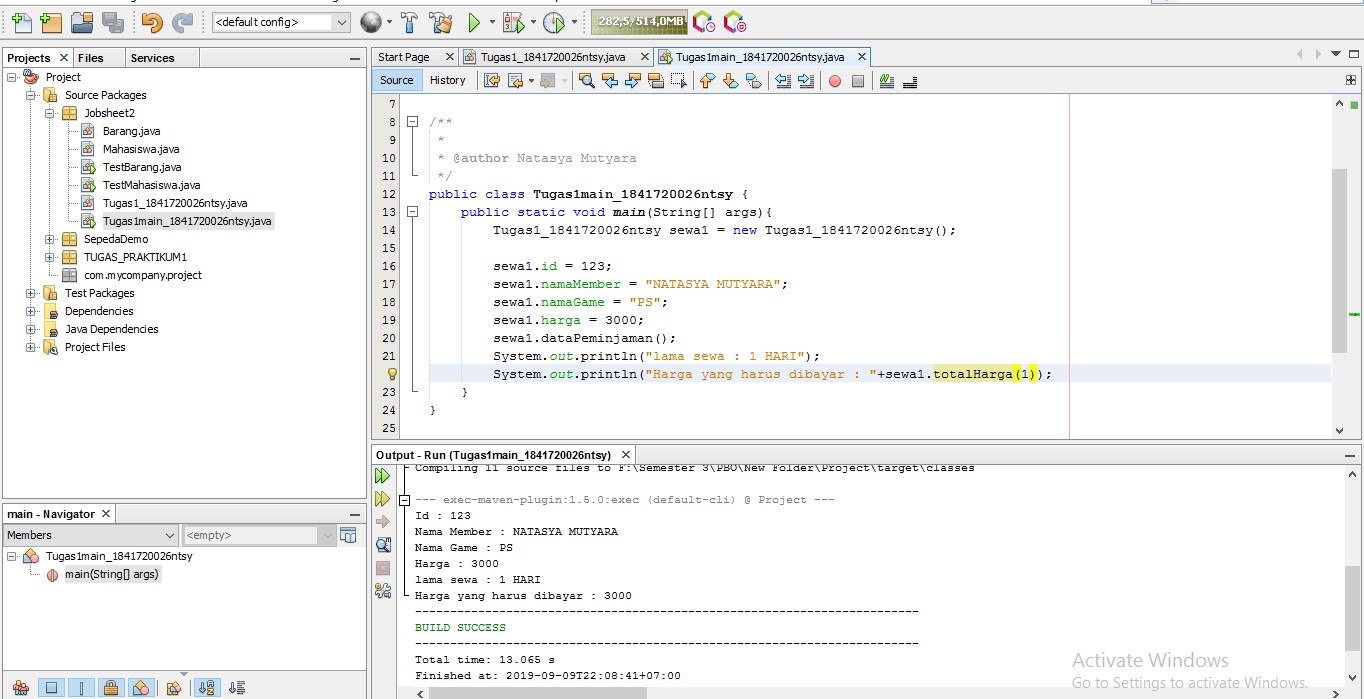 <default config>
282,5/514,0MB
Projects
Files
Services
Project
Source Packages
Jobsheet2
Barang.java
Mahasiswa.java
TestBarang.java
TestMahasiswa.java
Tugas1_1841720026ntsy.java
Tugas1main_1841720026ntsy.java
SepedaDemo
TUGAS_PRAKTIKUM1
com.mycompany.project
Test Packages
Dependencies
Java Dependencies
Project Files
main - Navigator
Members
<empty>
Tugas1main_1841720026ntsy
main(String[] args)
Start Page
Tugas1_1841720026ntsy.java
Tugas1main_1841720026ntsy.java
Source
History
7
8 /**
9 *
10 * @author Natasya Mutyara
11 */
12 public class Tugas1main_1841720026ntsy {
13 public static void main(String[] args){
14 Tugas1_1841720026ntsy sewa1 = new Tugas1_1841720026ntsy();
15
16 sewa1.id = 123;
17 sewa1.namaMember = "NATASYA MUTYARA";
18 sewa1.namaGame = "PS";
19 sewa1.harga = 3000;
20 sewa1.dataPeminjaman();
21 System.out.println("lama sewa : 1 HARI");
System.out.println("Harga yang harus dibayar : "+sewa1.totalHarga(1));
23 }
24 }
25
Output - Run (Tugas1main_1841720026ntsy)
Compiling 11 source files to F:\Semester 3\PBO\New Folder\Project\target\classes
--- exec-maven-plugin:1.5.0:exec (default-cli) @ Project ---
Id : 123
Nama Member : NATASYA MUTYARA
Nama Game : PS
Harga : 3000
lama sewa : 1 HARI
Harga yang harus dibayar : 3000
------------------------------------------------------------------------
BUILD SUCCESS
------------------------------------------------------------------------
Total time: 13.065 s
Finished at: 2019-09-09T22:08:41+07:00
Activate Windows
Go to Settings to activate Windows.